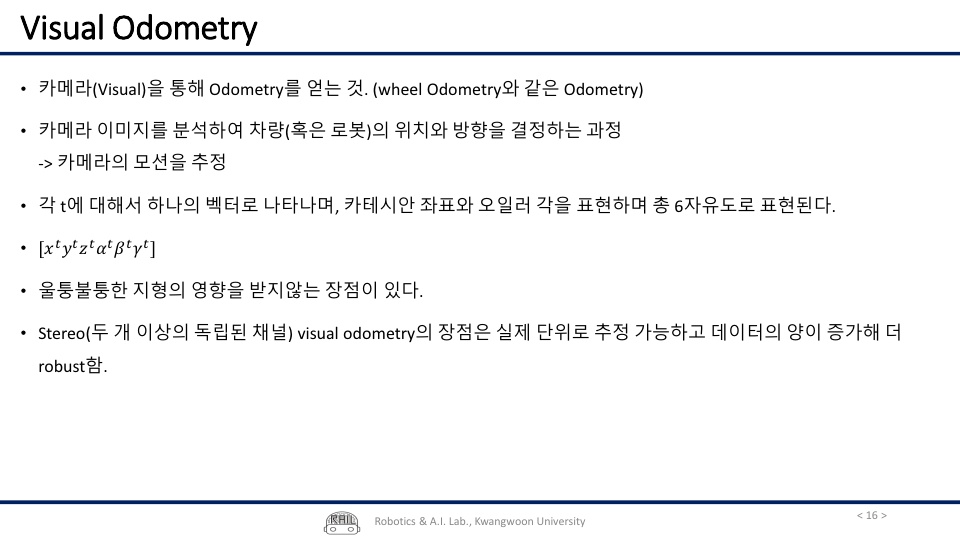 Visual Odometry
• 카메라(Visual)을 통해 Odometry를 얻는 것. (wheel Odometry와 같은 Odometry)
• 카메라 이미지를 분석하여 차량(혹은 로봇)의 위치와 방향을 결정하는 과정
-> 카메라의 모션을 추정
• 각 t에 대해서 하나의 벡터로 나타나며, 카테시안 좌표와 오일러 각을 표현하며 총 6자유도로 표현된다.
• [xᵗyᵗzᵗαᵗβᵗγᵗ]
• 울퉁불퉁한 지형의 영향을 받지않는 장점이 있다.
• Stereo(두 개 이상의 독립된 채널) visual odometry의 장점은 실제 단위로 추정 가능하고 데이터의 양이 증가해 더
robust함.
RAIL
Robotics & A.I. Lab., Kwangwoon University
< 16 >